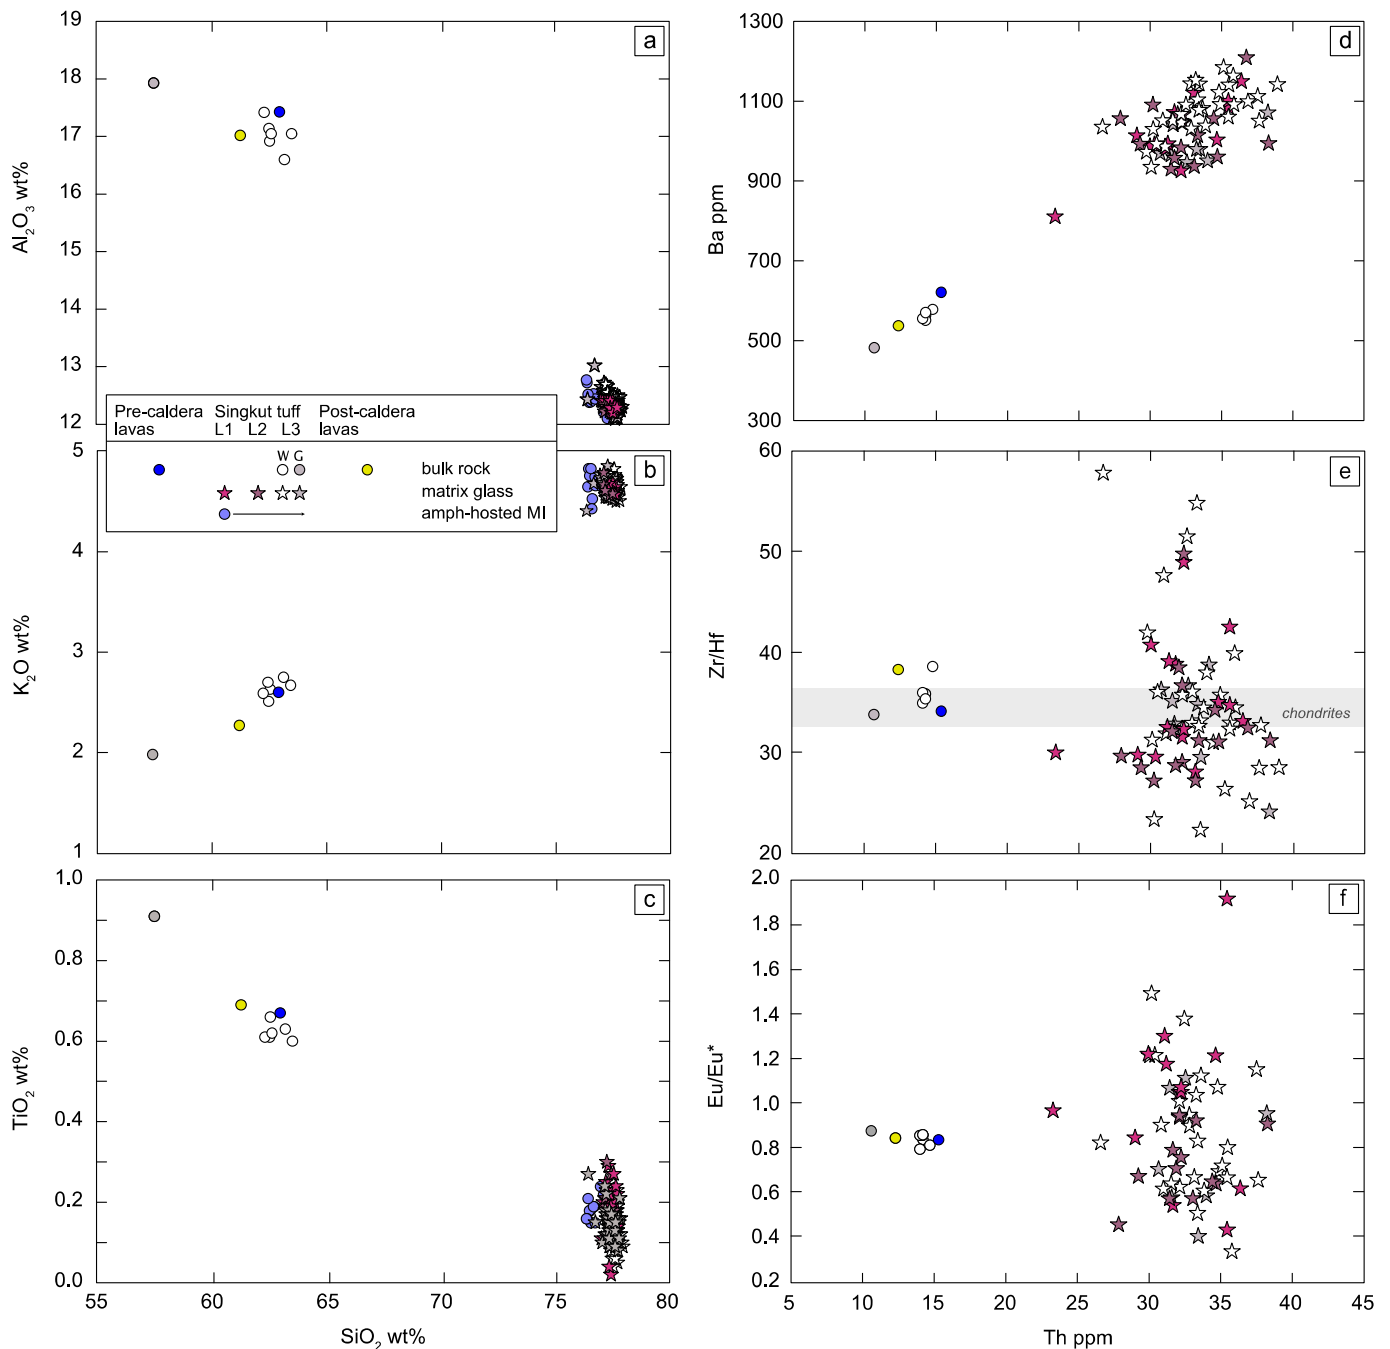 19
18
17
16
15
14
13
12
Al₂O₃ wt%
a
Pre-caldera Singkut tuff Post-caldera
lavas L1 L2 L3 lavas
W G
bulk rock
matrix glass
amph-hosted MI
5
4
3
2
1
K₂O wt%
b
1.0
0.8
0.6
0.4
0.2
0.0
TiO₂ wt%
c
55 60 65 70 75 80
SiO₂ wt%
1300
1100
900
700
500
300
Ba ppm
d
60
50
40
30
20
Zr/Hf
e
chondrites
2.0
1.8
1.6
1.4
1.2
1.0
0.8
0.6
0.4
0.2
Eu/Eu*
f
5 10 15 20 25 30 35 40 45
Th ppm